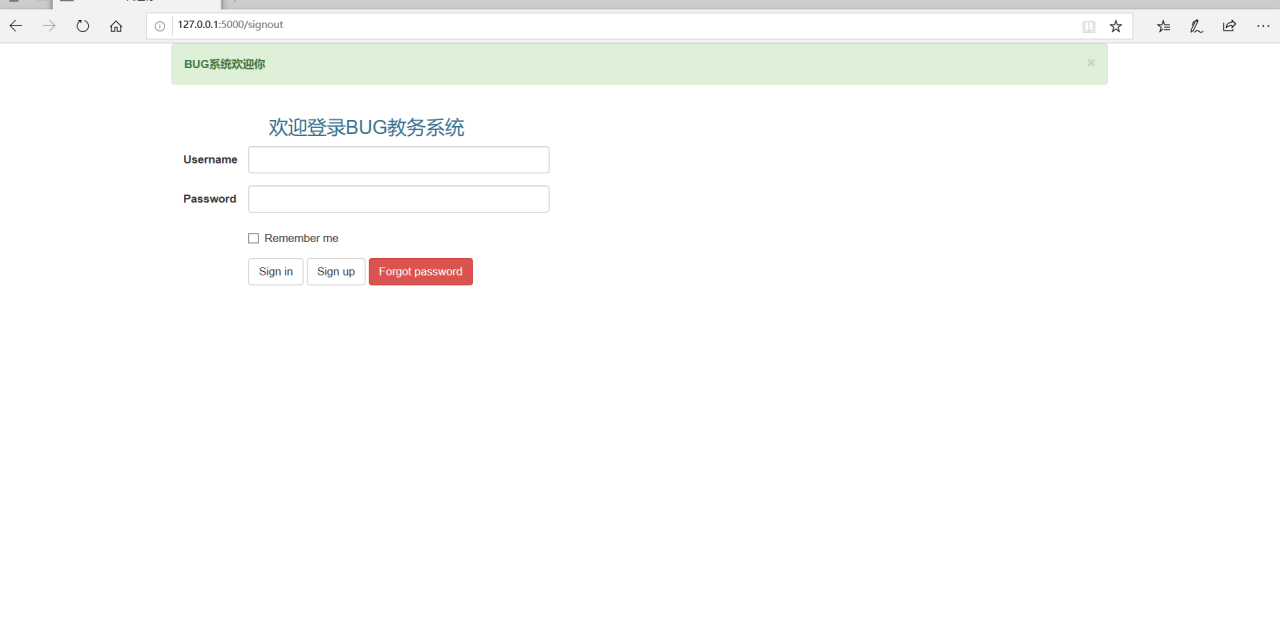 127.0.0.1:5000/signout
BUG系统欢迎你
×
欢迎登录BUG教务系统
Username
Password
Remember me
Sign in Sign up Forgot password